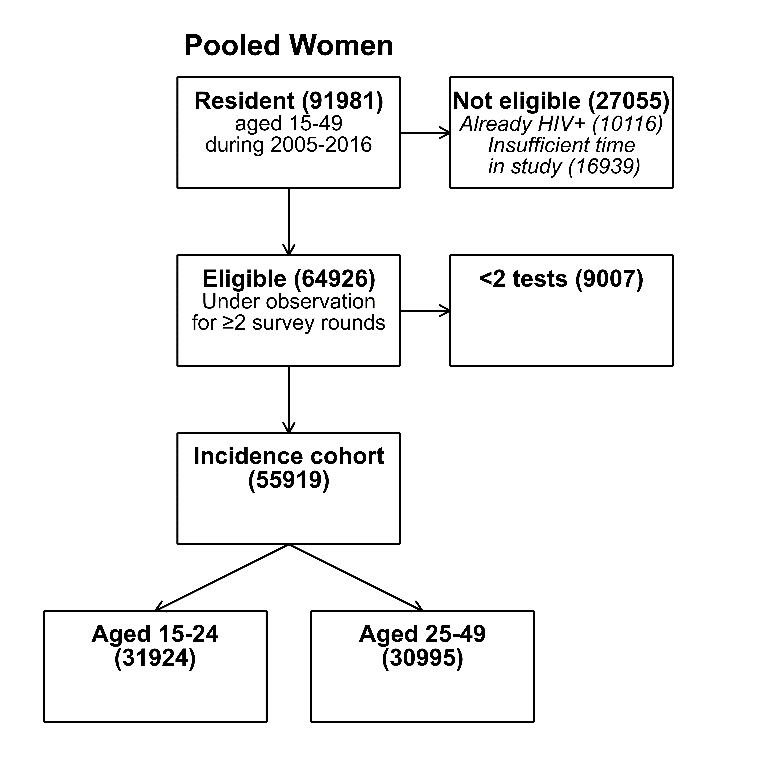 Pooled Women
Resident (91981)
aged 15-49
during 2005-2016
Not eligible (27055)
Already HIV+ (10116)
Insufficient time
in study (16939)
Eligible (64926)
Under observation
for ≥2 survey rounds
<2 tests (9007)
Incidence cohort
(55919)
Aged 15-24
(31924)
Aged 25-49
(30995)